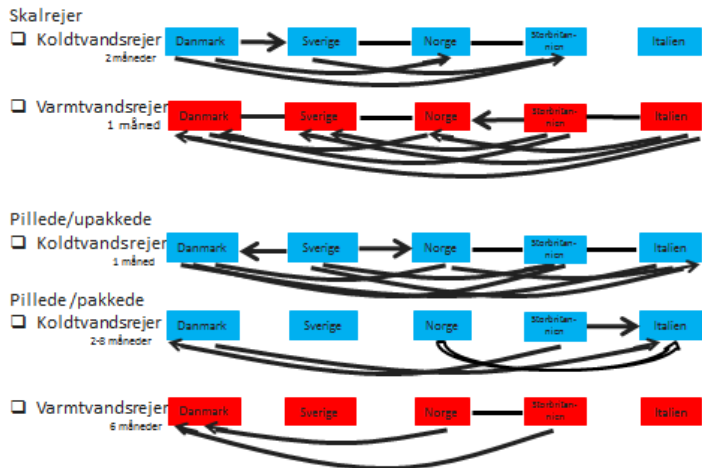 Skalrejer
Koldtvandsrejer
2 måneder
Danmark
Sverige
Norge
Storbritan-
nien
Italien
Varmtvandsrejer
1 måned
Danmark
Sverige
Norge
Storbritan-
nien
Italien
Pillede/upakkede
Koldtvandsrejer
1 måned
Danmark
Sverige
Norge
Storbritan-
nien
Italien
Pillede/pakkede
Koldtvandsrejer
2-8 måneder
Danmark
Sverige
Norge
Storbritan-
nien
Italien
Varmtvandsrejer
6 måneder
Danmark
Sverige
Norge
Storbritan-
nien
Italien